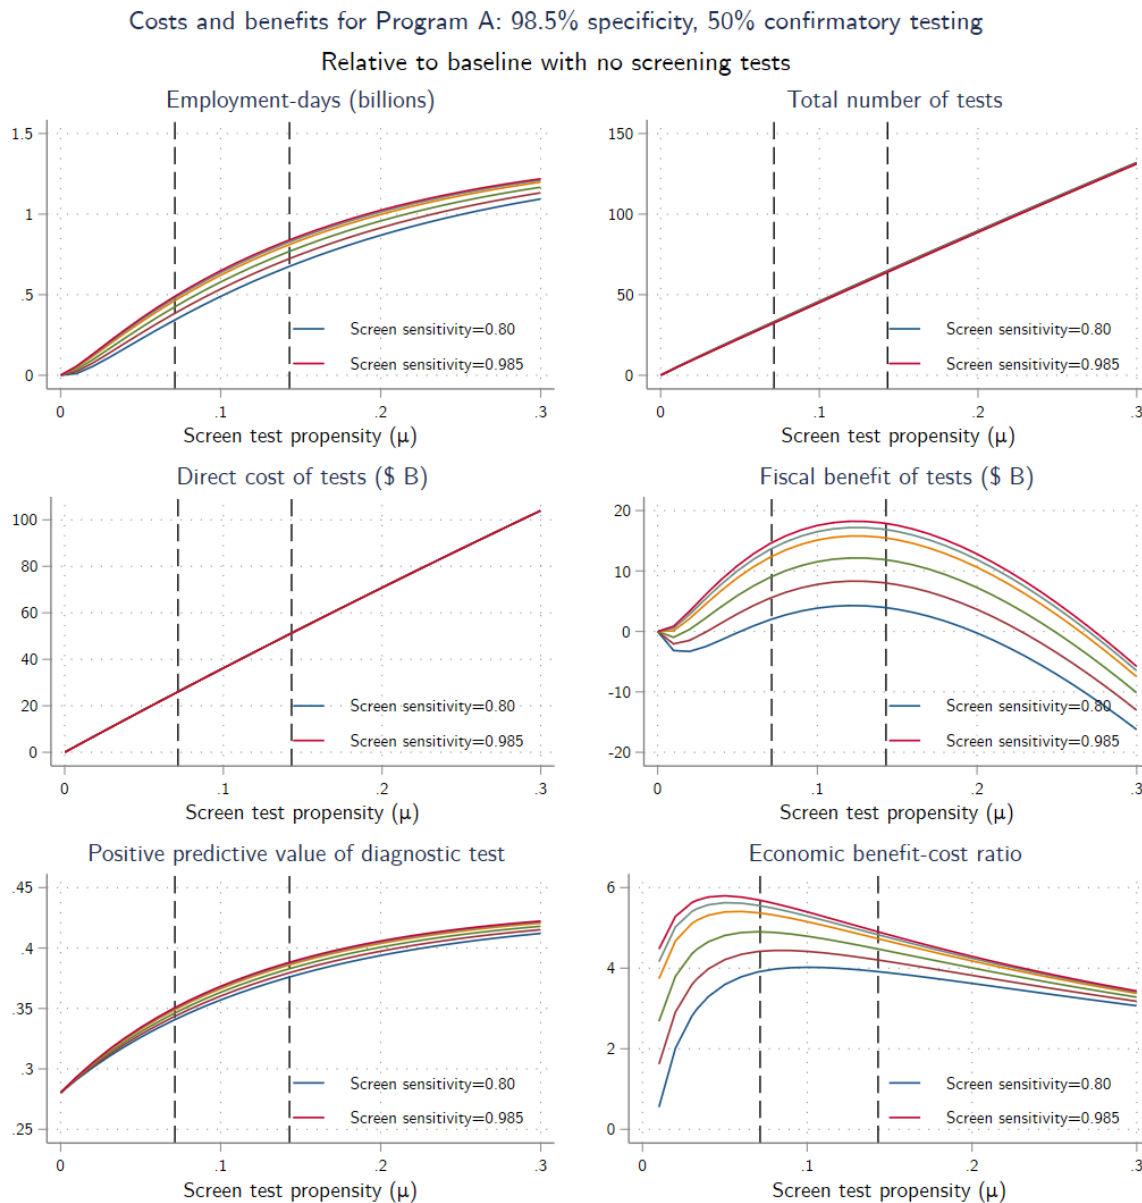 Costs and benefits for Program A: 98.5% specificity, 50% confirmatory testing
Relative to baseline with no screening tests
Employment-days (billions)
1.5
1
.5
0
Screen sensitivity=0.80
Screen sensitivity=0.985
0 .1 .2 .3
Screen test propensity (μ)
Total number of tests
150
100
50
0
Screen sensitivity=0.80
Screen sensitivity=0.985
0 .1 .2 .3
Screen test propensity (μ)
Direct cost of tests ($ B)
100
80
60
40
20
0
Screen sensitivity=0.80
Screen sensitivity=0.985
0 .1 .2 .3
Screen test propensity (μ)
Fiscal benefit of tests ($ B)
20
10
0
-10
-20
Screen sensitivity=0.80
Screen sensitivity=0.985
0 .1 .2 .3
Screen test propensity (μ)
Positive predictive value of diagnostic test
.45
.4
.35
.3
.25
Screen sensitivity=0.80
Screen sensitivity=0.985
0 .1 .2 .3
Screen test propensity (μ)
Economic benefit-cost ratio
6
4
2
0
Screen sensitivity=0.80
Screen sensitivity=0.985
0 .1 .2 .3
Screen test propensity (μ)